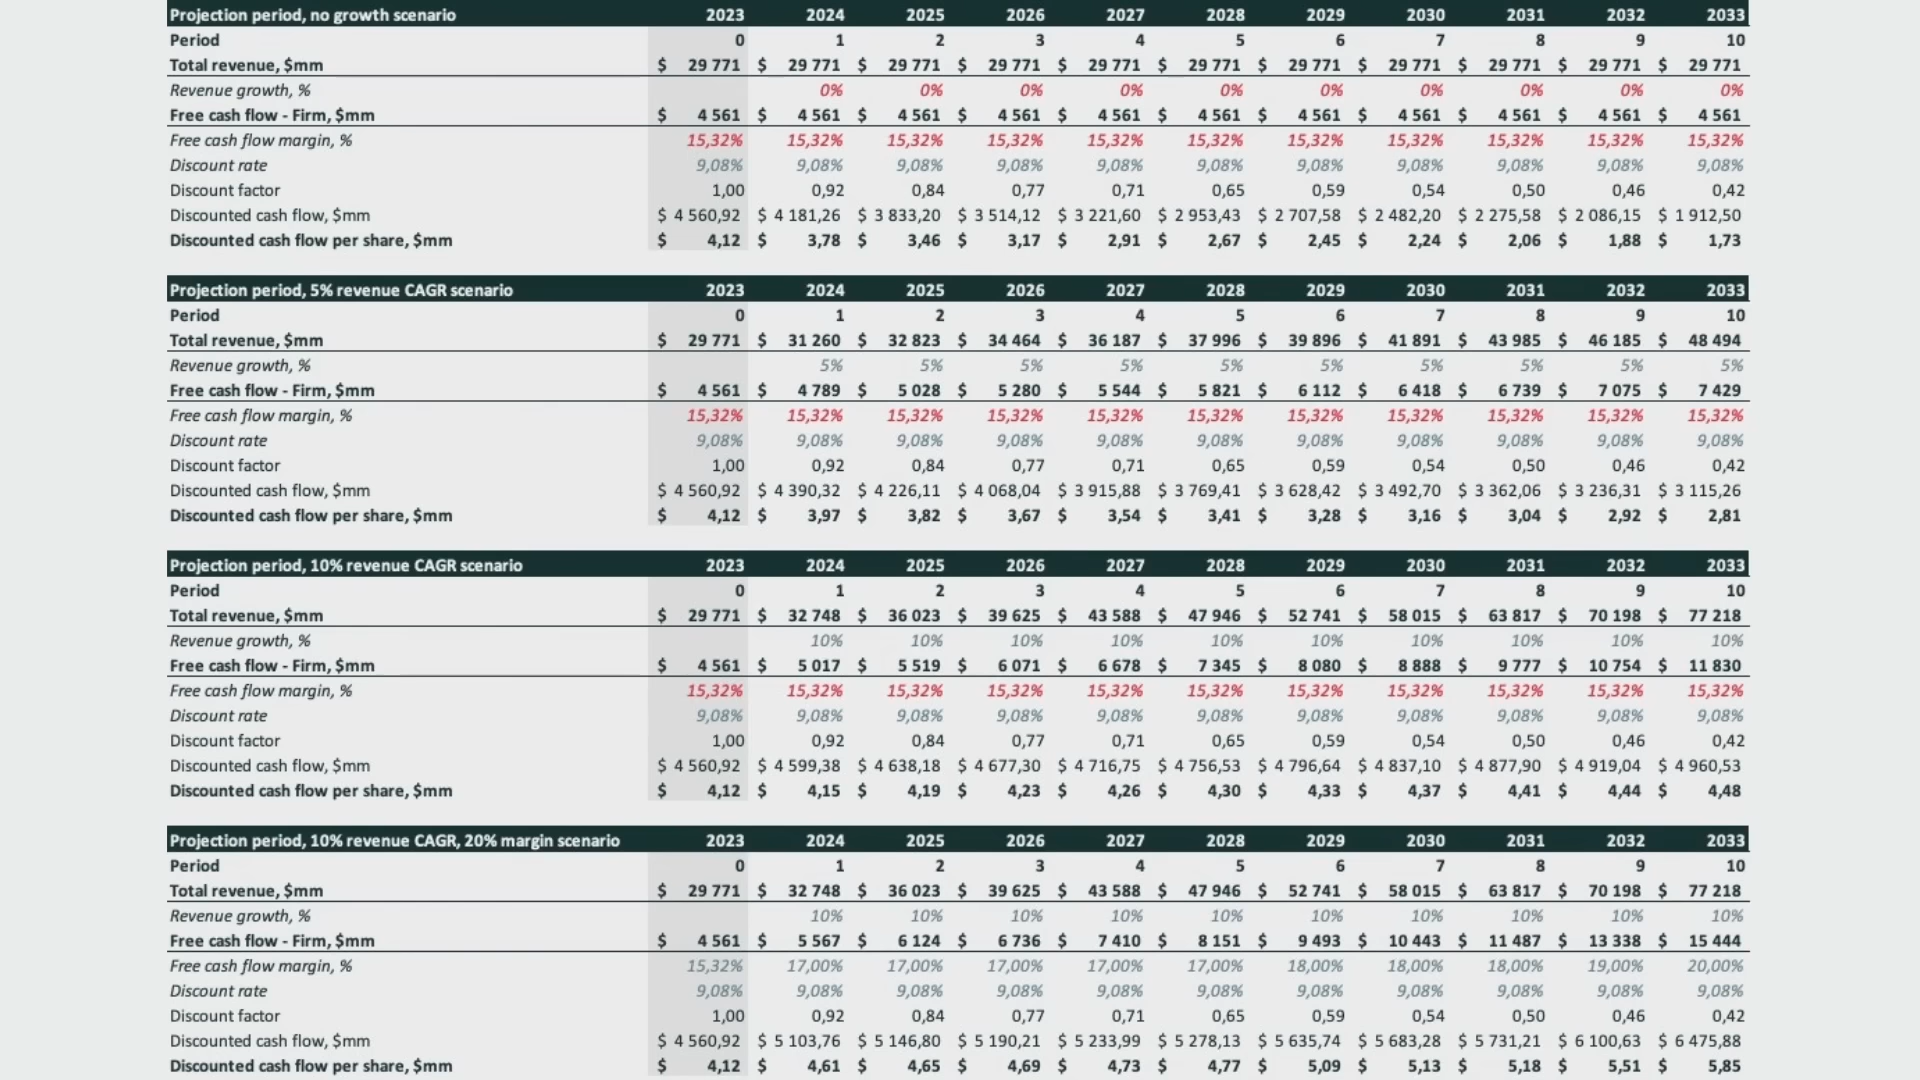 Projection period, no growth scenario 2023 2024 2025 2026 2027 2028 2029 2030 2031 2032 2033
Period 0 1 2 3 4 5 6 7 8 9 10
Total revenue, $mm $ 29 771 $ 29 771 $ 29 771 $ 29 771 $ 29 771 $ 29 771 $ 29 771 $ 29 771 $ 29 771 $ 29 771 $ 29 771
Revenue growth, % 0% 0% 0% 0% 0% 0% 0% 0% 0% 0%
Free cash flow - Firm, $mm $ 4 561 $ 4 561 $ 4 561 $ 4 561 $ 4 561 $ 4 561 $ 4 561 $ 4 561 $ 4 561 $ 4 561 $ 4 561
Free cash flow margin, % 15,32% 15,32% 15,32% 15,32% 15,32% 15,32% 15,32% 15,32% 15,32% 15,32% 15,32%
Discount rate 9,08% 9,08% 9,08% 9,08% 9,08% 9,08% 9,08% 9,08% 9,08% 9,08% 9,08%
Discount factor 1,00 0,92 0,84 0,77 0,71 0,65 0,59 0,54 0,50 0,46 0,42
Discounted cash flow, $mm $ 4 560,92 $ 4 181,26 $ 3 833,20 $ 3 514,12 $ 3 221,60 $ 2 953,43 $ 2 707,58 $ 2 482,20 $ 2 275,58 $ 2 086,15 $ 1 912,50
Discounted cash flow per share, $mm $ 4,12 $ 3,78 $ 3,46 $ 3,17 $ 2,91 $ 2,67 $ 2,45 $ 2,24 $ 2,06 $ 1,88 $ 1,73
Projection period, 5% revenue CAGR scenario 2023 2024 2025 2026 2027 2028 2029 2030 2031 2032 2033
Period 0 1 2 3 4 5 6 7 8 9 10
Total revenue, $mm $ 29 771 $ 31 260 $ 32 823 $ 34 464 $ 36 187 $ 37 996 $ 39 896 $ 41 891 $ 43 985 $ 46 185 $ 48 494
Revenue growth, % 5% 5% 5% 5% 5% 5% 5% 5% 5% 5%
Free cash flow - Firm, $mm $ 4 561 $ 4 789 $ 5 028 $ 5 280 $ 5 544 $ 5 821 $ 6 112 $ 6 418 $ 6 739 $ 7 075 $ 7 429
Free cash flow margin, % 15,32% 15,32% 15,32% 15,32% 15,32% 15,32% 15,32% 15,32% 15,32% 15,32% 15,32%
Discount rate 9,08% 9,08% 9,08% 9,08% 9,08% 9,08% 9,08% 9,08% 9,08% 9,08% 9,08%
Discount factor 1,00 0,92 0,84 0,77 0,71 0,65 0,59 0,54 0,50 0,46 0,42
Discounted cash flow, $mm $ 4 560,92 $ 4 390,32 $ 4 226,11 $ 4 068,04 $ 3 915,88 $ 3 769,41 $ 3 628,42 $ 3 492,70 $ 3 362,06 $ 3 236,31 $ 3 115,26
Discounted cash flow per share, $mm $ 4,12 $ 3,97 $ 3,82 $ 3,67 $ 3,54 $ 3,41 $ 3,28 $ 3,16 $ 3,04 $ 2,92 $ 2,81
Projection period, 10% revenue CAGR scenario 2023 2024 2025 2026 2027 2028 2029 2030 2031 2032 2033
Period 0 1 2 3 4 5 6 7 8 9 10
Total revenue, $mm $ 29 771 $ 32 748 $ 36 023 $ 39 625 $ 43 588 $ 47 946 $ 52 741 $ 58 015 $ 63 817 $ 70 198 $ 77 218
Revenue growth, % 10% 10% 10% 10% 10% 10% 10% 10% 10% 10%
Free cash flow - Firm, $mm $ 4 561 $ 5 017 $ 5 519 $ 6 071 $ 6 678 $ 7 345 $ 8 080 $ 8 888 $ 9 777 $ 10 754 $ 11 830
Free cash flow margin, % 15,32% 15,32% 15,32% 15,32% 15,32% 15,32% 15,32% 15,32% 15,32% 15,32% 15,32%
Discount rate 9,08% 9,08% 9,08% 9,08% 9,08% 9,08% 9,08% 9,08% 9,08% 9,08% 9,08%
Discount factor 1,00 0,92 0,84 0,77 0,71 0,65 0,59 0,54 0,50 0,46 0,42
Discounted cash flow, $mm $ 4 560,92 $ 4 599,38 $ 4 638,18 $ 4 677,30 $ 4 716,75 $ 4 756,53 $ 4 796,64 $ 4 837,10 $ 4 877,90 $ 4 919,04 $ 4 960,53
Discounted cash flow per share, $mm $ 4,12 $ 4,15 $ 4,19 $ 4,23 $ 4,26 $ 4,30 $ 4,33 $ 4,37 $ 4,41 $ 4,44 $ 4,48
Projection period, 10% revenue CAGR, 20% margin scenario 2023 2024 2025 2026 2027 2028 2029 2030 2031 2032 2033
Period 0 1 2 3 4 5 6 7 8 9 10
Total revenue, $mm $ 29 771 $ 32 748 $ 36 023 $ 39 625 $ 43 588 $ 47 946 $ 52 741 $ 58 015 $ 63 817 $ 70 198 $ 77 218
Revenue growth, % 10% 10% 10% 10% 10% 10% 10% 10% 10% 10%
Free cash flow - Firm, $mm $ 4 561 $ 5 567 $ 6 124 $ 6 736 $ 7 410 $ 8 151 $ 9 493 $ 10 443 $ 11 487 $ 13 338 $ 15 444
Free cash flow margin, % 15,32% 17,00% 17,00% 17,00% 17,00% 17,00% 18,00% 18,00% 18,00% 19,00% 20,00%
Discount rate 9,08% 9,08% 9,08% 9,08% 9,08% 9,08% 9,08% 9,08% 9,08% 9,08% 9,08%
Discount factor 1,00 0,92 0,84 0,77 0,71 0,65 0,59 0,54 0,50 0,46 0,42
Discounted cash flow, $mm $ 4 560,92 $ 5 103,76 $ 5 146,80 $ 5 190,21 $ 5 233,99 $ 5 278,13 $ 5 635,74 $ 5 683,28 $ 5 731,21 $ 6 100,63 $ 6 475,88
Discounted cash flow per share, $mm $ 4,12 $ 4,61 $ 4,65 $ 4,69 $ 4,73 $ 4,77 $ 5,09 $ 5,13 $ 5,18 $ 5,51 $ 5,85